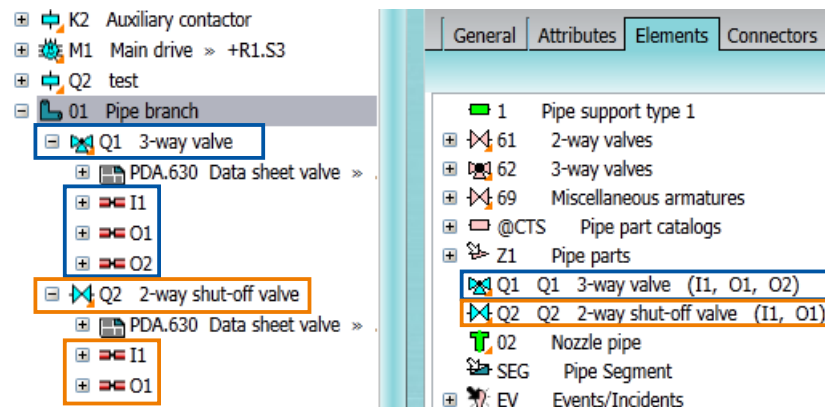 K2 Auxiliary contactor
M1 Main drive » +R1.S3
Q2 test
01 Pipe branch
Q1 3-way valve
PDA.630 Data sheet valve » .
I1
O1
O2
Q2 2-way shut-off valve
PDA.630 Data sheet valve » .
I1
O1
General Attributes Elements Connectors
1 Pipe support type 1
61 2-way valves
62 3-way valves
69 Miscellaneous armatures
@CTS Pipe part catalogs
Z1 Pipe parts
Q1 Q1 3-way valve (I1, O1, O2)
Q2 Q2 2-way shut-off valve (I1, O1)
02 Nozzle pipe
SEG Pipe Segment
EV Events/Incidents